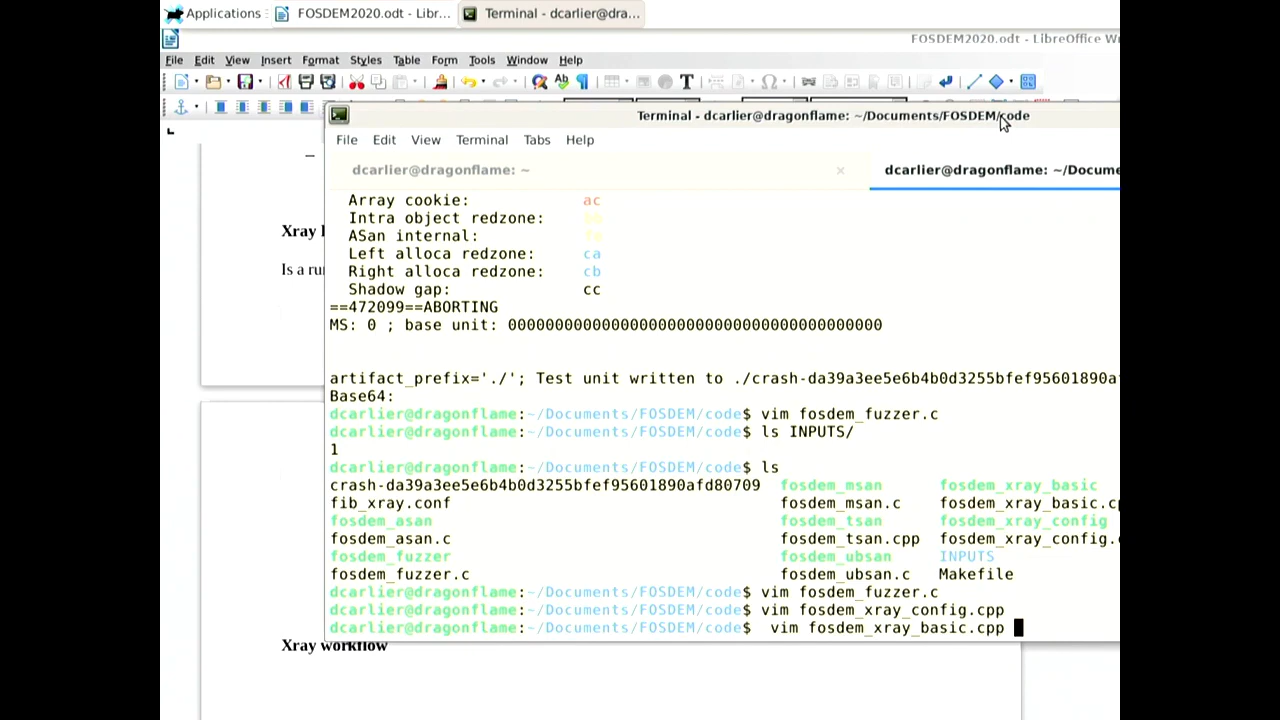 Applications
FOSDEM2020.odt - Libr...
Terminal - dcarlier@dra...
FOSDEM2020.odt - LibreOffice Wr
File Edit View Insert Format Styles Table Form Tools Window Help
Terminal - dcarlier@dragonflame: ~/Documents/FOSDEM/code
File Edit View Terminal Tabs Help
dcarlier@dragonflame: ~
dcarlier@dragonflame: ~/Docume
Array cookie: ac
Intra object redzone:
ASan internal:
Left alloca redzone: ca
Right alloca redzone: cb
Shadow gap: cc
==472099==ABORTING
MS: 0 ; base unit: 0000000000000000000000000000000000000000
artifact_prefix='./'; Test unit written to ./crash-da39a3ee5e6b4b0d3255bfef95601890a
Base64:
dcarlier@dragonflame:~/Documents/FOSDEM/code$ vim fosdem_fuzzer.c
dcarlier@dragonflame:~/Documents/FOSDEM/code$ ls INPUTS/
1
dcarlier@dragonflame:~/Documents/FOSDEM/code$ ls
crash-da39a3ee5e6b4b0d3255bfef95601890afd80709 fosdem_msan fosdem_xray_basic
fib_xray.conf fosdem_msan.c fosdem_xray_basic.cp
fosdem_asan fosdem_tsan fosdem_xray_config
fosdem_asan.c fosdem_tsan.cpp fosdem_xray_config.
fosdem_fuzzer fosdem_ubsan INPUTS
fosdem_fuzzer.c fosdem_ubsan.c Makefile
dcarlier@dragonflame:~/Documents/FOSDEM/code$ vim fosdem_fuzzer.c
dcarlier@dragonflame:~/Documents/FOSDEM/code$ vim fosdem_xray_config.cpp
dcarlier@dragonflame:~/Documents/FOSDEM/code$ vim fosdem_xray_basic.cpp
Xray
Is a ru
Xray workflow